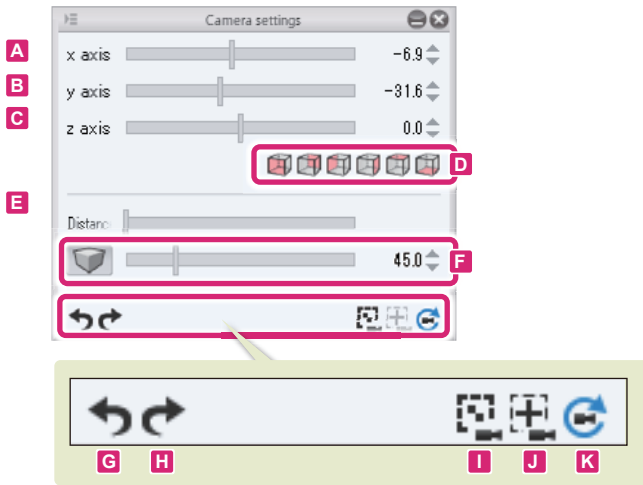 Camera settings
A x axis -6.9
B y axis -31.6
C z axis 0.0
D
E Distanc
45.0 F
G H I J K